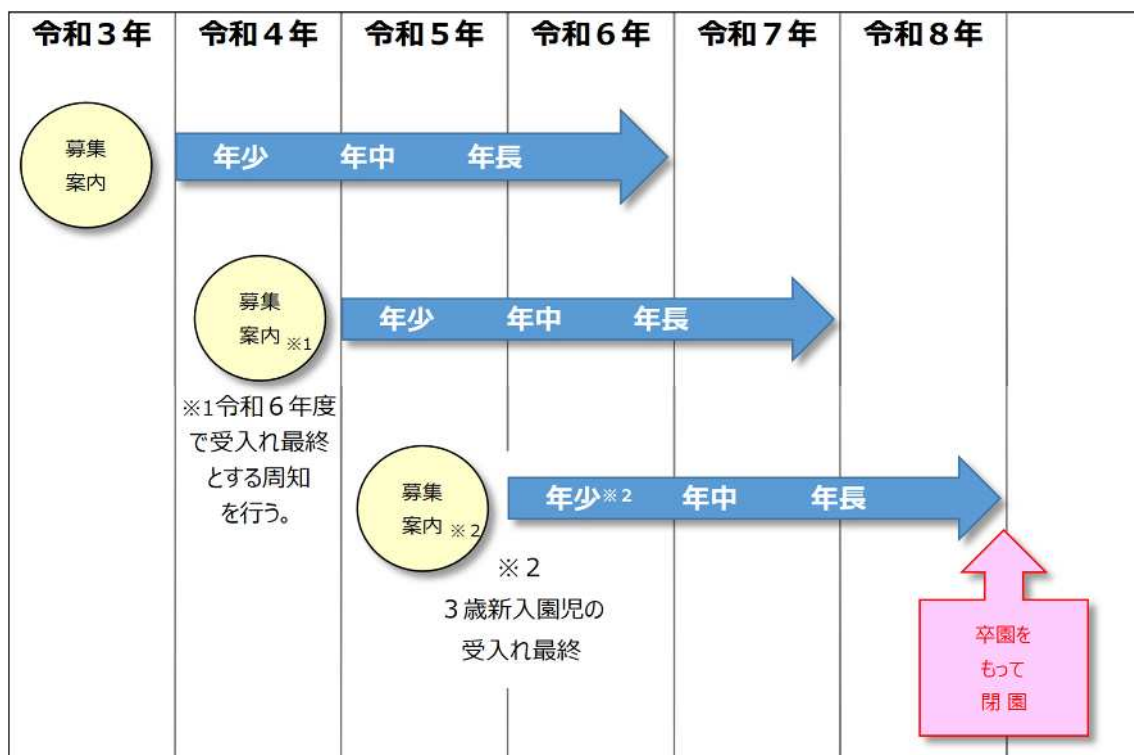 令和３年 令和４年 令和５年 令和６年 令和７年 令和８年
募集
案内
年少 年中 年長
募集
案内※1
年少 年中 年長
※1令和６年度
で受入れ最終
とする周知
を行う。
募集
案内※2
年少※2 年中 年長
※２
３歳新入園児の
受入れ最終
卒園を
もって
閉園